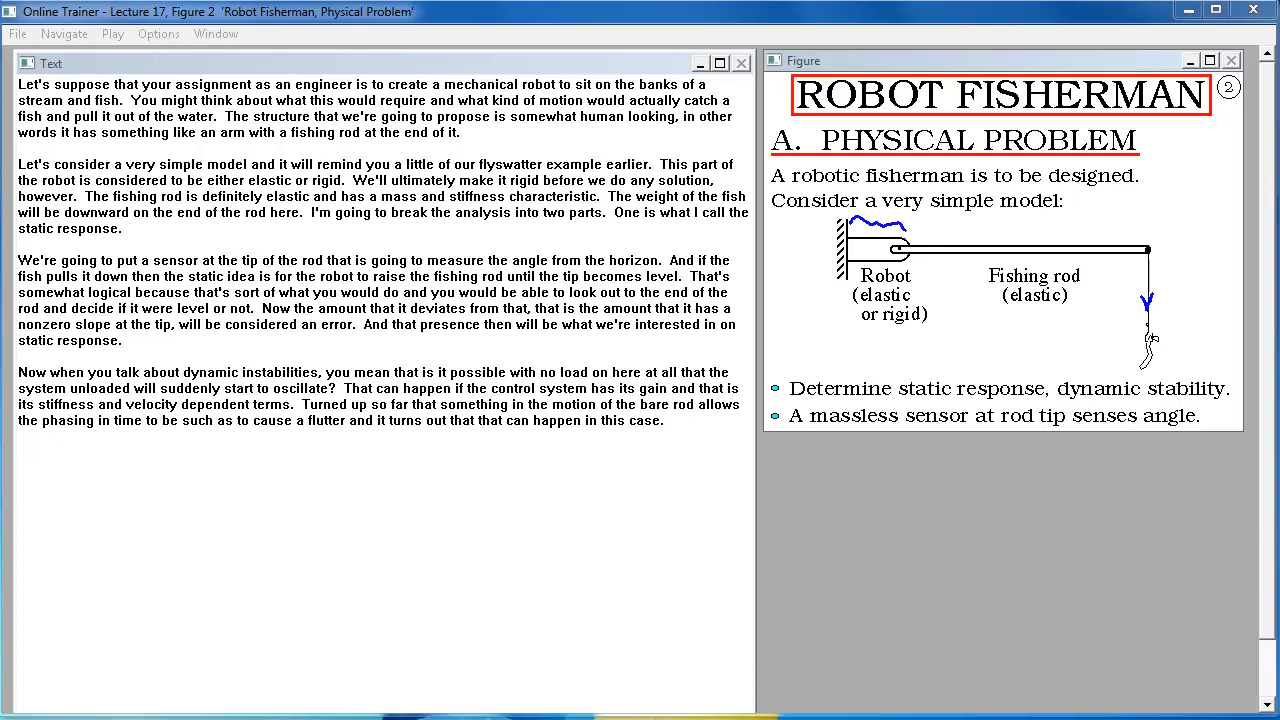 Online Trainer - Lecture 17, Figure 2  'Robot Fisherman, Physical Problem'
File Navigate Play Options Window
Text
Let's suppose that your assignment as an engineer is to create a mechanical robot to sit on the banks of a
stream and fish.  You might think about what this would require and what kind of motion would actually catch a
fish and pull it out of the water.  The structure that we're going to propose is somewhat human looking, in other
words it has something like an arm with a fishing rod at the end of it.
Let's consider a very simple model and it will remind you a little of our flyswatter example earlier.  This part of
the robot is considered to be either elastic or rigid.  We'll ultimately make it rigid before we do any solution,
however.  The fishing rod is definitely elastic and has a mass and stiffness characteristic.  The weight of the fish
will be downward on the end of the rod here.  I'm going to break the analysis into two parts.  One is what I call the
static response.
We're going to put a sensor at the tip of the rod that is going to measure the angle from the horizon.  And if the
fish pulls it down then the static idea is for the robot to raise the fishing rod until the tip becomes level.  That's
somewhat logical because that's sort of what you would do and you would be able to look out to the end of the
rod and decide if it were level or not.  Now the amount that it deviates from that, that is the amount that it has a
nonzero slope at the tip, will be considered an error.  And that presence then will be what we're interested in on
static response.
Now when you talk about dynamic instabilities, you mean that is it possible with no load on here at all that the
system unloaded will suddenly start to oscillate?  That can happen if the control system has its gain and that is
its stiffness and velocity dependent terms.  Turned up so far that something in the motion of the bare rod allows
the phasing in time to be such as to cause a flutter and it turns out that that can happen in this case.
Figure
ROBOT FISHERMAN 2
A. PHYSICAL PROBLEM
A robotic fisherman is to be designed.
Consider a very simple model:
Robot
(elastic
or rigid)
Fishing rod
(elastic)
• Determine static response, dynamic stability.
• A massless sensor at rod tip senses angle.